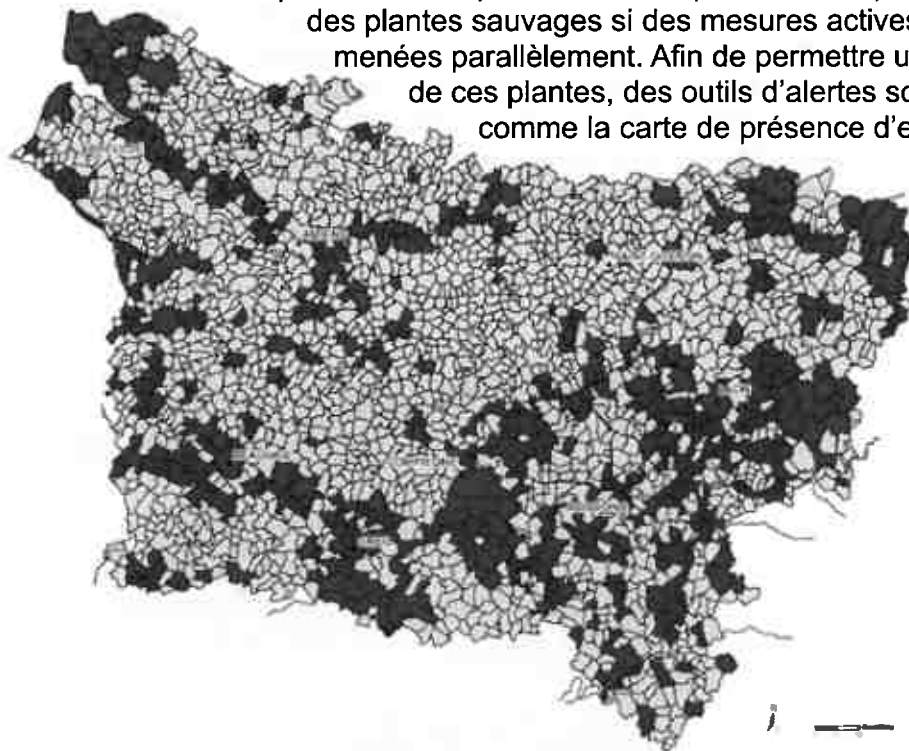 des plantes sauvages si des mesures actives
menées parallèlement. Afin de permettre u
de ces plantes, des outils d'alertes so
comme la carte de présence d'e